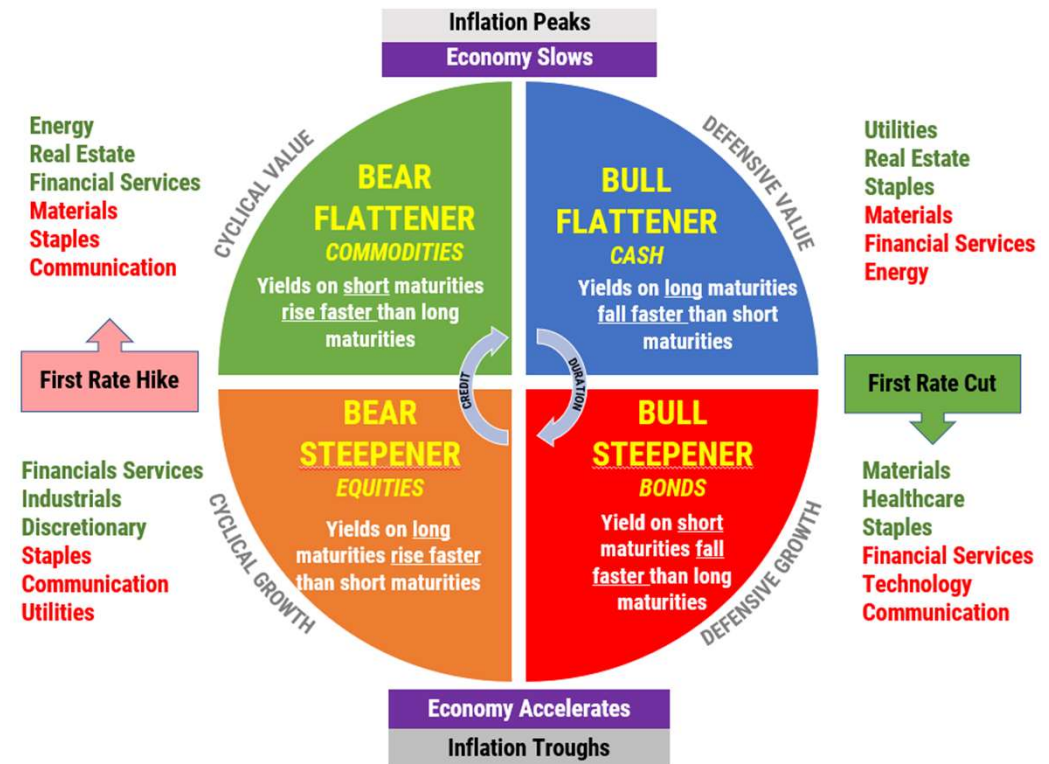 Inflation Peaks
Economy Slows
Energy
Real Estate
Financial Services
Materials
Staples
Communication
First Rate Hike
Financials Services
Industrials
Discretionary
Staples
Communication
Utilities
CYCLICAL VALUE
BEAR
FLATTENER
COMMODITIES
Yields on short maturities
rise faster than long
maturities
DEFENSIVE VALUE
BULL
FLATTENER
CASH
Yields on long maturities
fall faster than short
maturities
CREDIT
DURATION
CYCLICAL GROWTH
BEAR
STEEPENER
EQUITIES
Yields on long
maturities rise faster
than short maturities
DEFENSIVE GROWTH
BULL
STEEPENER
BONDS
Yield on short
maturities fall
faster than long
maturities
Utilities
Real Estate
Staples
Materials
Financial Services
Energy
First Rate Cut
Materials
Healthcare
Staples
Financial Services
Technology
Communication
Economy Accelerates
Inflation Troughs